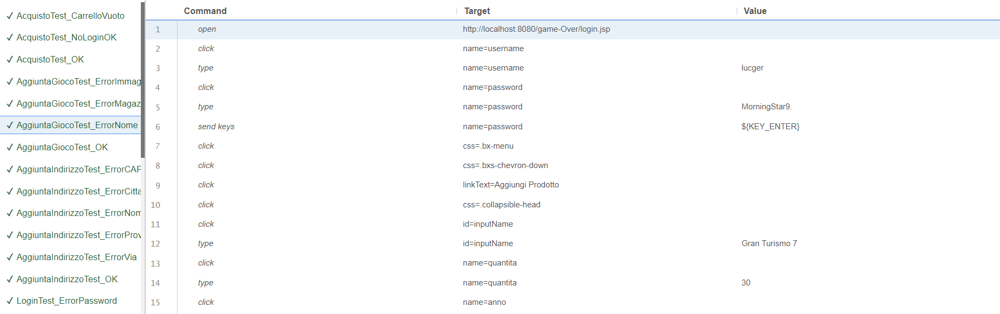 AcquistoTest_CarrelloVuoto
AcquistoTest_NoLoginOK
AcquistoTest_OK
AggiuntaGiocoTest_ErrorImmag
AggiuntaGiocoTest_ErrorMagaz
AggiuntaGiocoTest_ErrorNome
AggiuntaGiocoTest_OK
AggiuntaIndirizzoTest_ErrorCAP
AggiuntaIndirizzoTest_ErrorCitta
AggiuntaIndirizzoTest_ErrorNom
AggiuntaIndirizzoTest_ErrorProv
AggiuntaIndirizzoTest_ErrorVia
AggiuntaIndirizzoTest_OK
LoginTest_ErrorPassword
Command Target Value
1 open http://localhost:8080/game-Over/login.jsp
2 click name=username
3 type name=username lucger
4 click name=password
5 type name=password MorningStar9.
6 send keys name=password ${KEY_ENTER}
7 click css=.bx-menu
8 click css=.bxs-chevron-down
9 click linkText=Aggiungi Prodotto
10 click css=.collapsible-head
11 click id=inputName
12 type id=inputName Gran Turismo 7
13 click name=quantita
14 type name=quantita 30
15 click name=anno